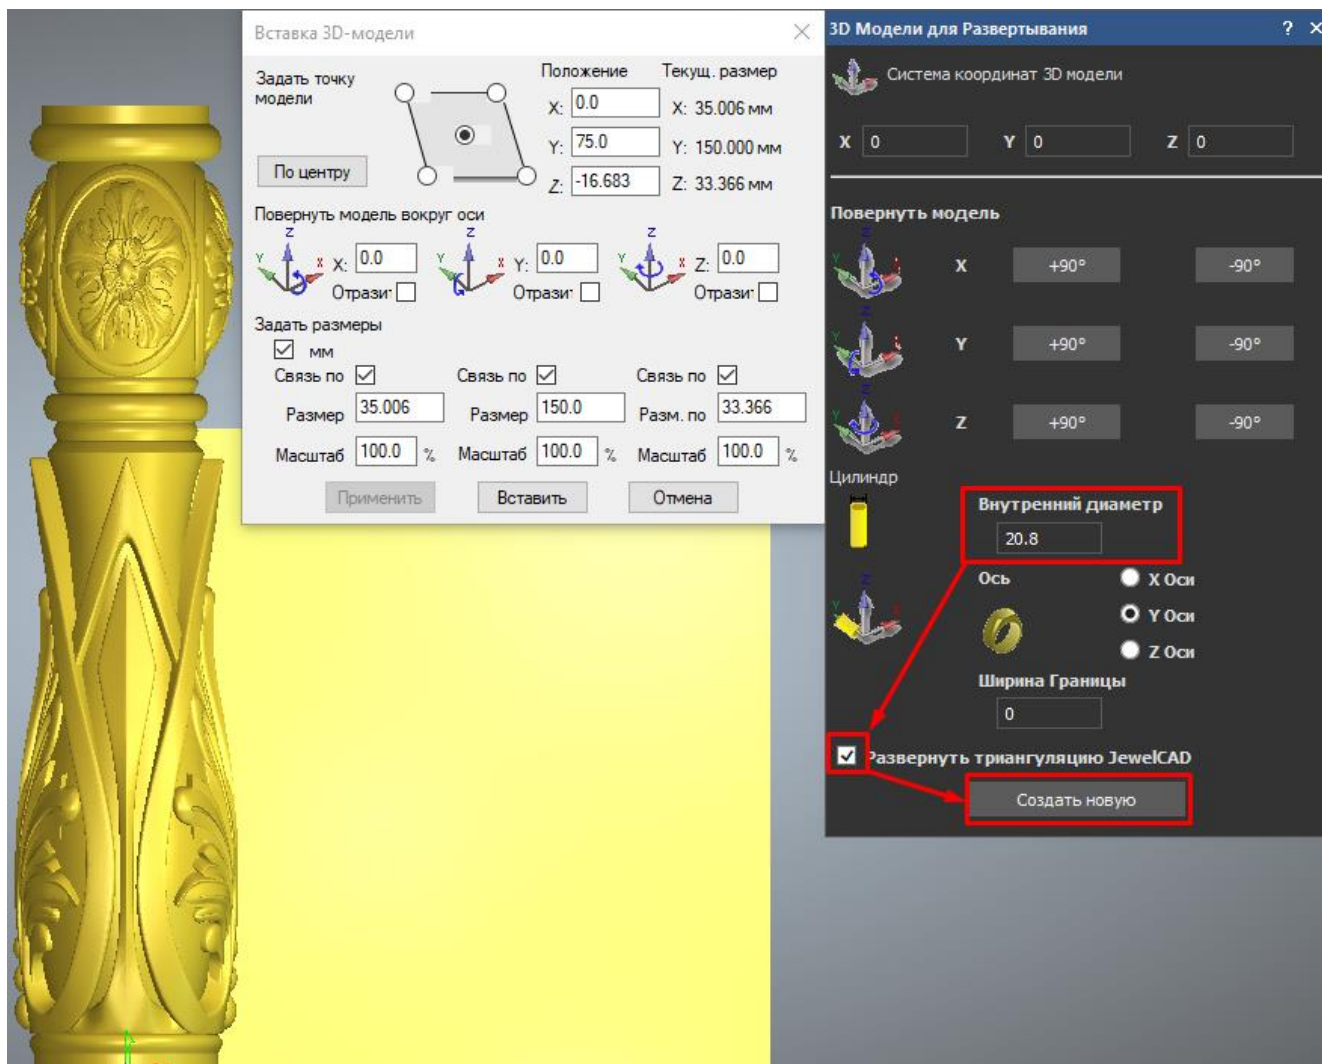 Вставка 3D-модели
Задать точку
модели
Положение
Текущ. размер
X: 0.0
X: 35.006 мм
Y: 75.0
Y: 150.000 мм
По центру
Z: -16.683
Z: 33.366 мм
Повернуть модель вокруг оси
Z
Z
Z
Y
X
X: 0.0
Y
X
Y: 0.0
Y
X
Z: 0.0
Отразит
Отразит
Отразит
Задать размеры
мм
Связь по
Связь по
Связь по
Размер 35.006
Размер 150.0
Разм. по 33.366
Масштаб 100.0 %
Масштаб 100.0 %
Масштаб 100.0 %
Применить
Вставить
Отмена
3D Модели для Развертывания
?
Система координат 3D модели
X 0
Y 0
Z 0
Повернуть модель
Z
X +90° -90°
Z
Y +90° -90°
Z
Z +90° -90°
Цилиндр
Внутренний диаметр
20.8
Ось
X Оси
Y Оси
Z Оси
Ширина Границы
0
Развернуть триангуляцию JewelCAD
Создать новую